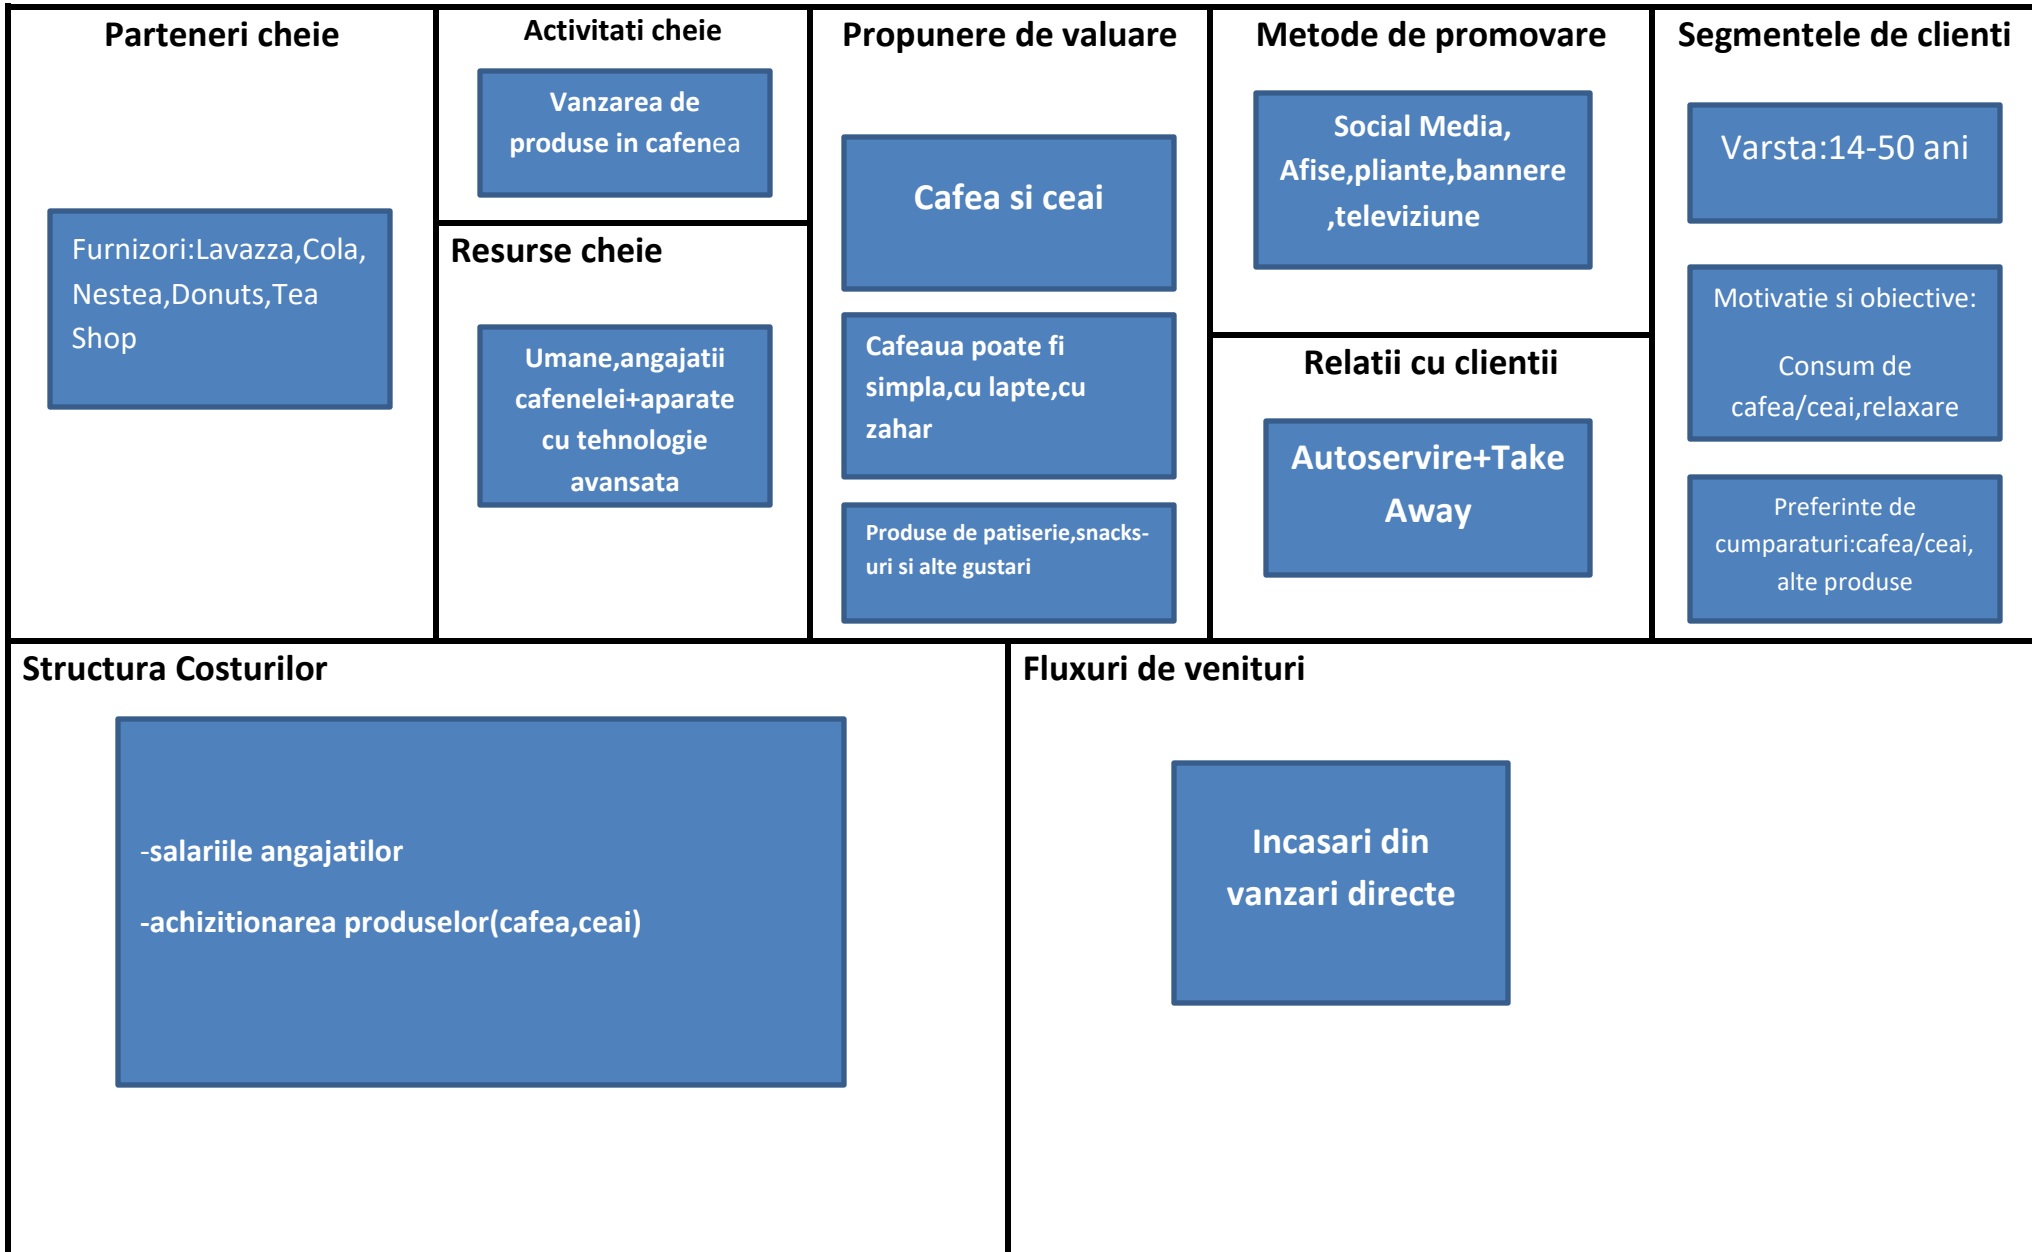 Parteneri cheie
Furnizori:Lavazza,Cola,
Nestea,Donuts,Tea
Shop
Activitati cheie
Vanzarea de
produse in cafenea
Resurse cheie
Umane,angajatii
cafenelei+aparate
cu tehnologie
avansata
Propunere de valuare
Cafea si ceai
Cafeaua poate fi
simpla,cu lapte,cu
zahar
Produse de patiserie,snacks-
uri si alte gustari
Metode de promovare
Social Media,
Afise,pliante,bannere
,televiziune
Relatii cu clientii
Autoservire+Take
Away
Segmentele de clienti
Varsta:14-50 ani
Motivatie si obiective:
Consum de
cafea/ceai,relaxare
Preferinte de
cumparaturi:cafea/ceai,
alte produse
Structura Costurilor
-salariile angajatilor
-achizitionarea produselor(cafea,ceai)
Fluxuri de venituri
Incasari din
vanzari directe